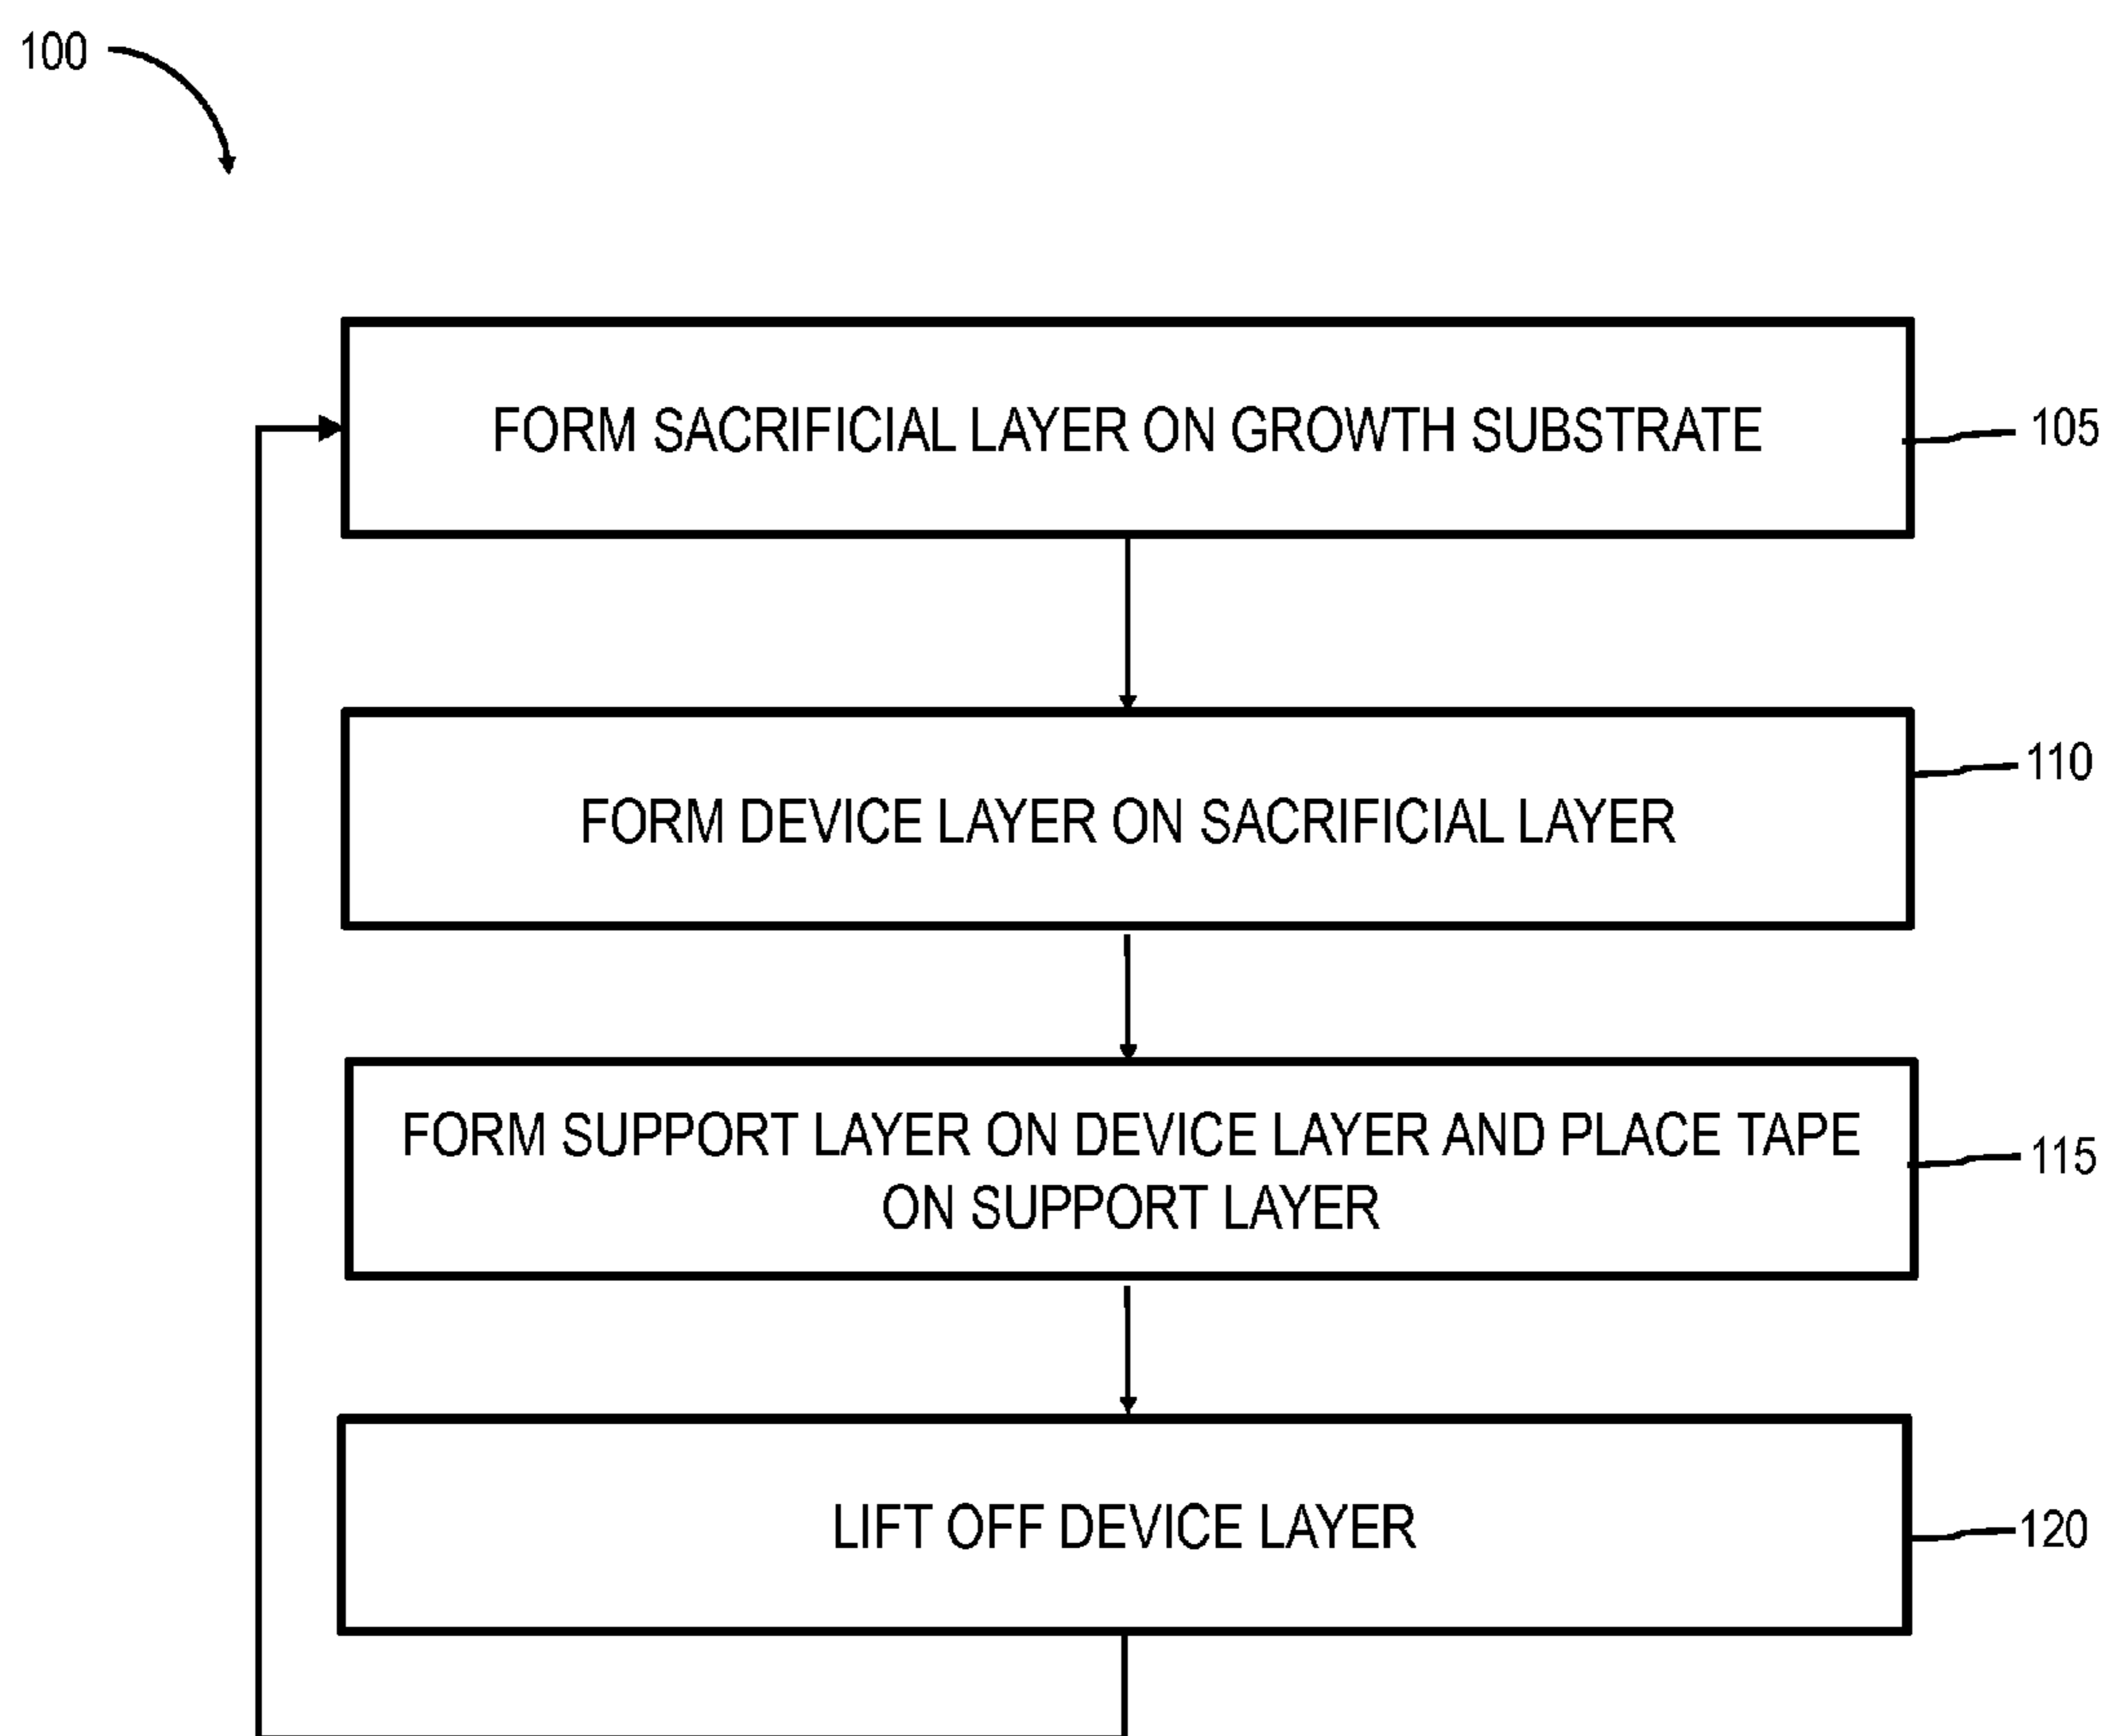 100
FORM SACRIFICIAL LAYER ON GROWTH SUBSTRATE
105
FORM DEVICE LAYER ON SACRIFICIAL LAYER
110
FORM SUPPORT LAYER ON DEVICE LAYER AND PLACE TAPE
ON SUPPORT LAYER
115
LIFT OFF DEVICE LAYER
120